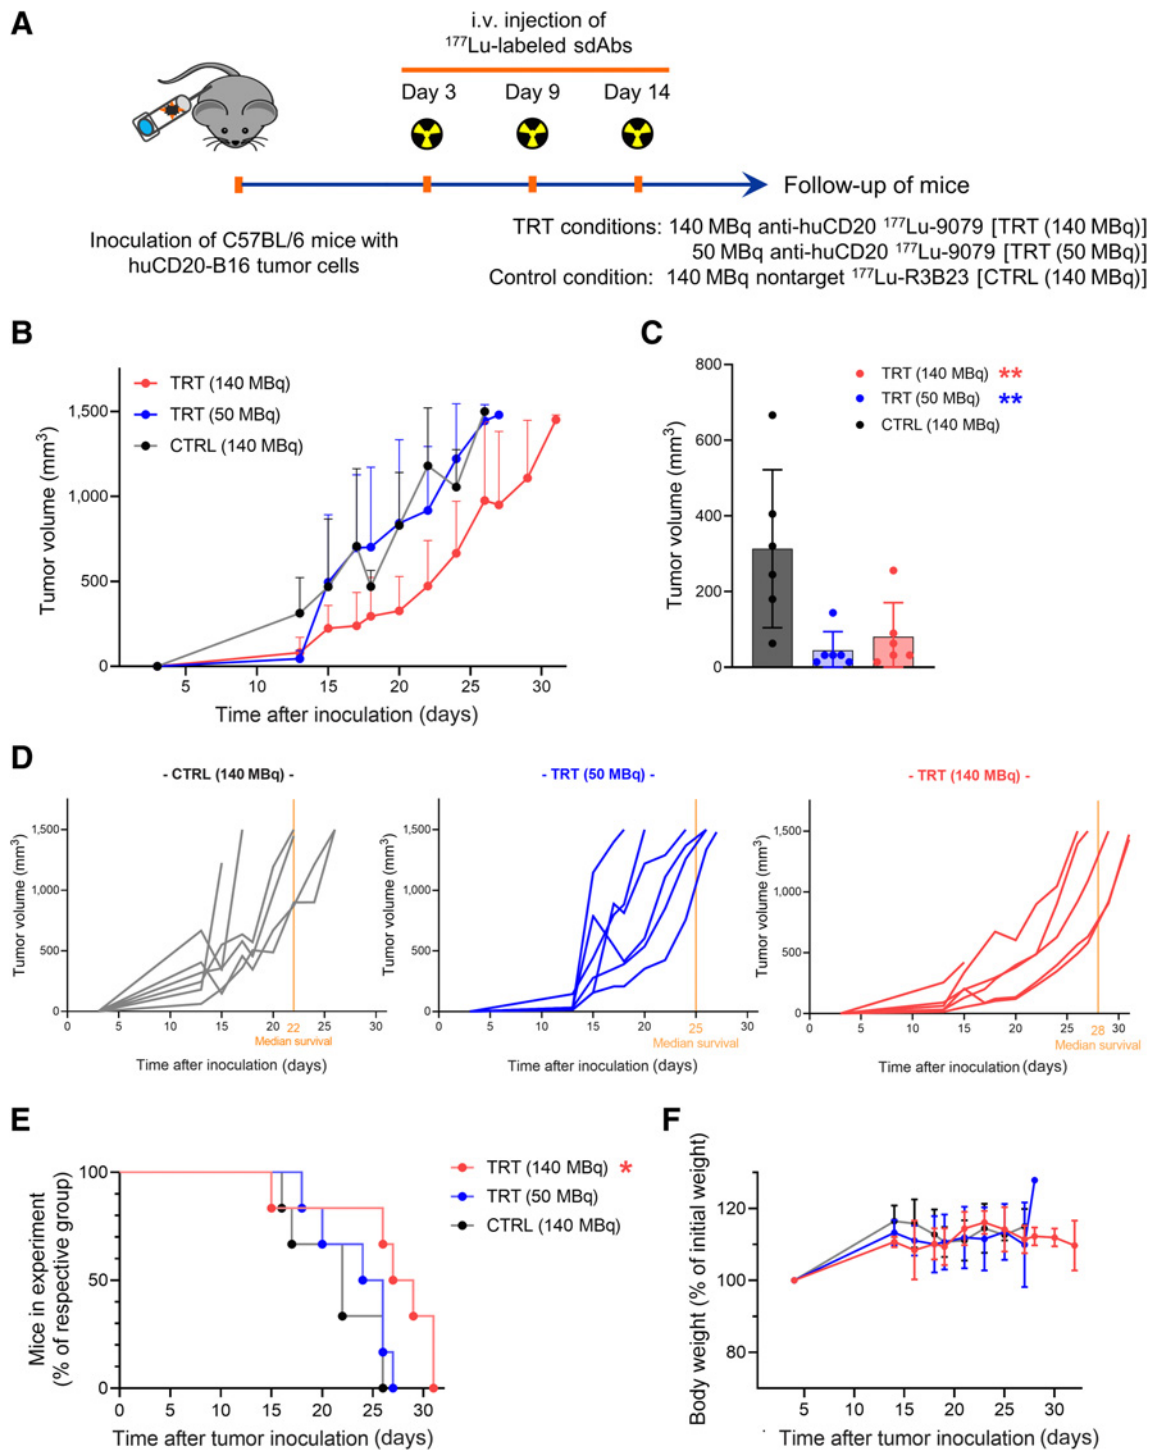 A
i.v. injection of
¹⁷⁷Lu-labeled sdAbs
Day 3 Day 9 Day 14
Follow-up of mice
Inoculation of C57BL/6 mice with
huCD20-B16 tumor cells
TRT conditions: 140 MBq anti-huCD20 ¹⁷⁷Lu-9079 [TRT (140 MBq)]
50 MBq anti-huCD20 ¹⁷⁷Lu-9079 [TRT (50 MBq)]
Control condition: 140 MBq nontarget ¹⁷⁷Lu-R3B23 [CTRL (140 MBq)]
B
TRT (140 MBq)
TRT (50 MBq)
CTRL (140 MBq)
Tumor volume (mm³)
1,500
1,000
500
0
5 10 15 20 25 30
Time after inoculation (days)
C
TRT (140 MBq) **
TRT (50 MBq) **
CTRL (140 MBq)
Tumor volume (mm³)
800
600
400
200
0
D
- CTRL (140 MBq) -
Tumor volume (mm³)
1,500
1,000
500
0
0 5 10 15 20 22 25 30
Median survival
Time after inoculation (days)
- TRT (50 MBq) -
Tumor volume (mm³)
1,500
1,000
500
0
0 5 10 15 20 25 30
Median survival
Time after inoculation (days)
- TRT (140 MBq) -
Tumor volume (mm³)
1,500
1,000
500
0
0 5 10 15 20 25 28 30
Median survival
Time after inoculation (days)
E
TRT (140 MBq) *
TRT (50 MBq)
CTRL (140 MBq)
Mice in experiment
(% of respective group)
100
50
0
0 5 10 15 20 25 30
Time after tumor inoculation (days)
F
Body weight (% of initial weight)
120
100
80
5 10 15 20 25 30
Time after tumor inoculation (days)